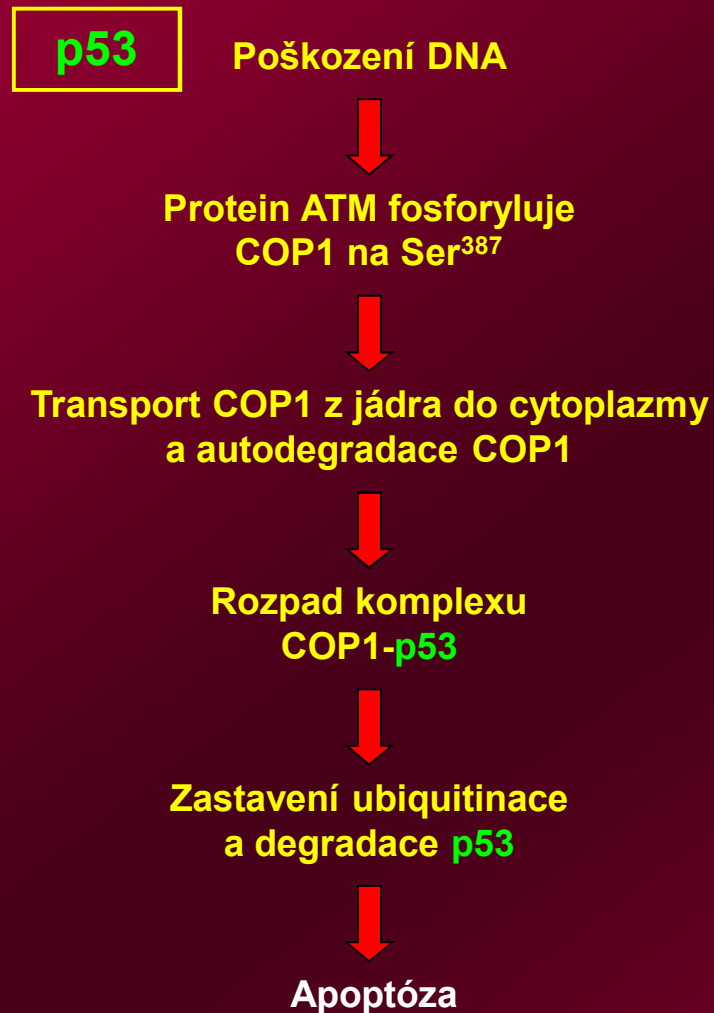 p53
Poškození DNA
Protein ATM fosforyluje
COP1 na Ser³⁸⁷
Transport COP1 z jádra do cytoplazmy
a autodegradace COP1
Rozpad komplexu
COP1-p53
Zastavení ubiquitinace
a degradace p53
Apoptóza